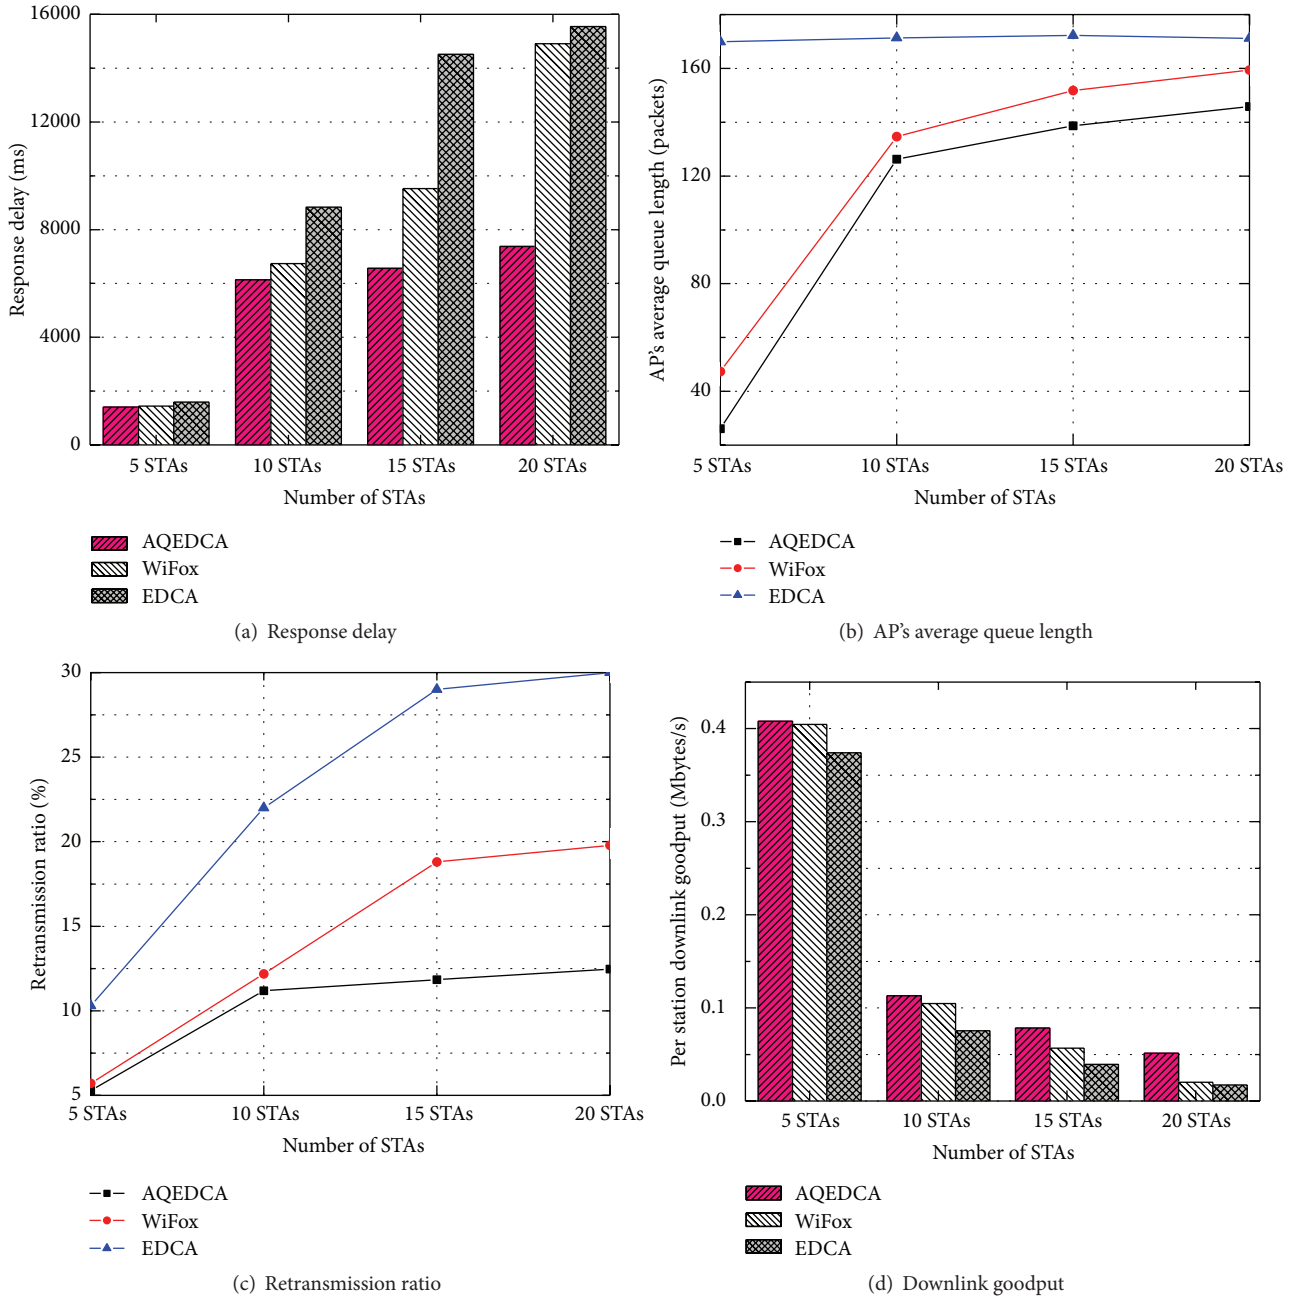 16000
12000
8000
4000
0
Response delay (ms)
5 STAs 10 STAs 15 STAs 20 STAs
Number of STAs
AQEDCA
WiFox
EDCA
(a) Response delay
160
120
80
40
AP's average queue length (packets)
5 STAs 10 STAs 15 STAs 20 STAs
Number of STAs
AQEDCA
WiFox
EDCA
(b) AP's average queue length
30
25
20
15
10
5
Retransmission ratio (%)
5 STAs 10 STAs 15 STAs 20 STAs
Number of STAs
AQEDCA
WiFox
EDCA
(c) Retransmission ratio
0.4
0.3
0.2
0.1
0.0
Per station downlink goodput (Mbytes/s)
5 STAs 10 STAs 15 STAs 20 STAs
Number of STAs
AQEDCA
WiFox
EDCA
(d) Downlink goodput